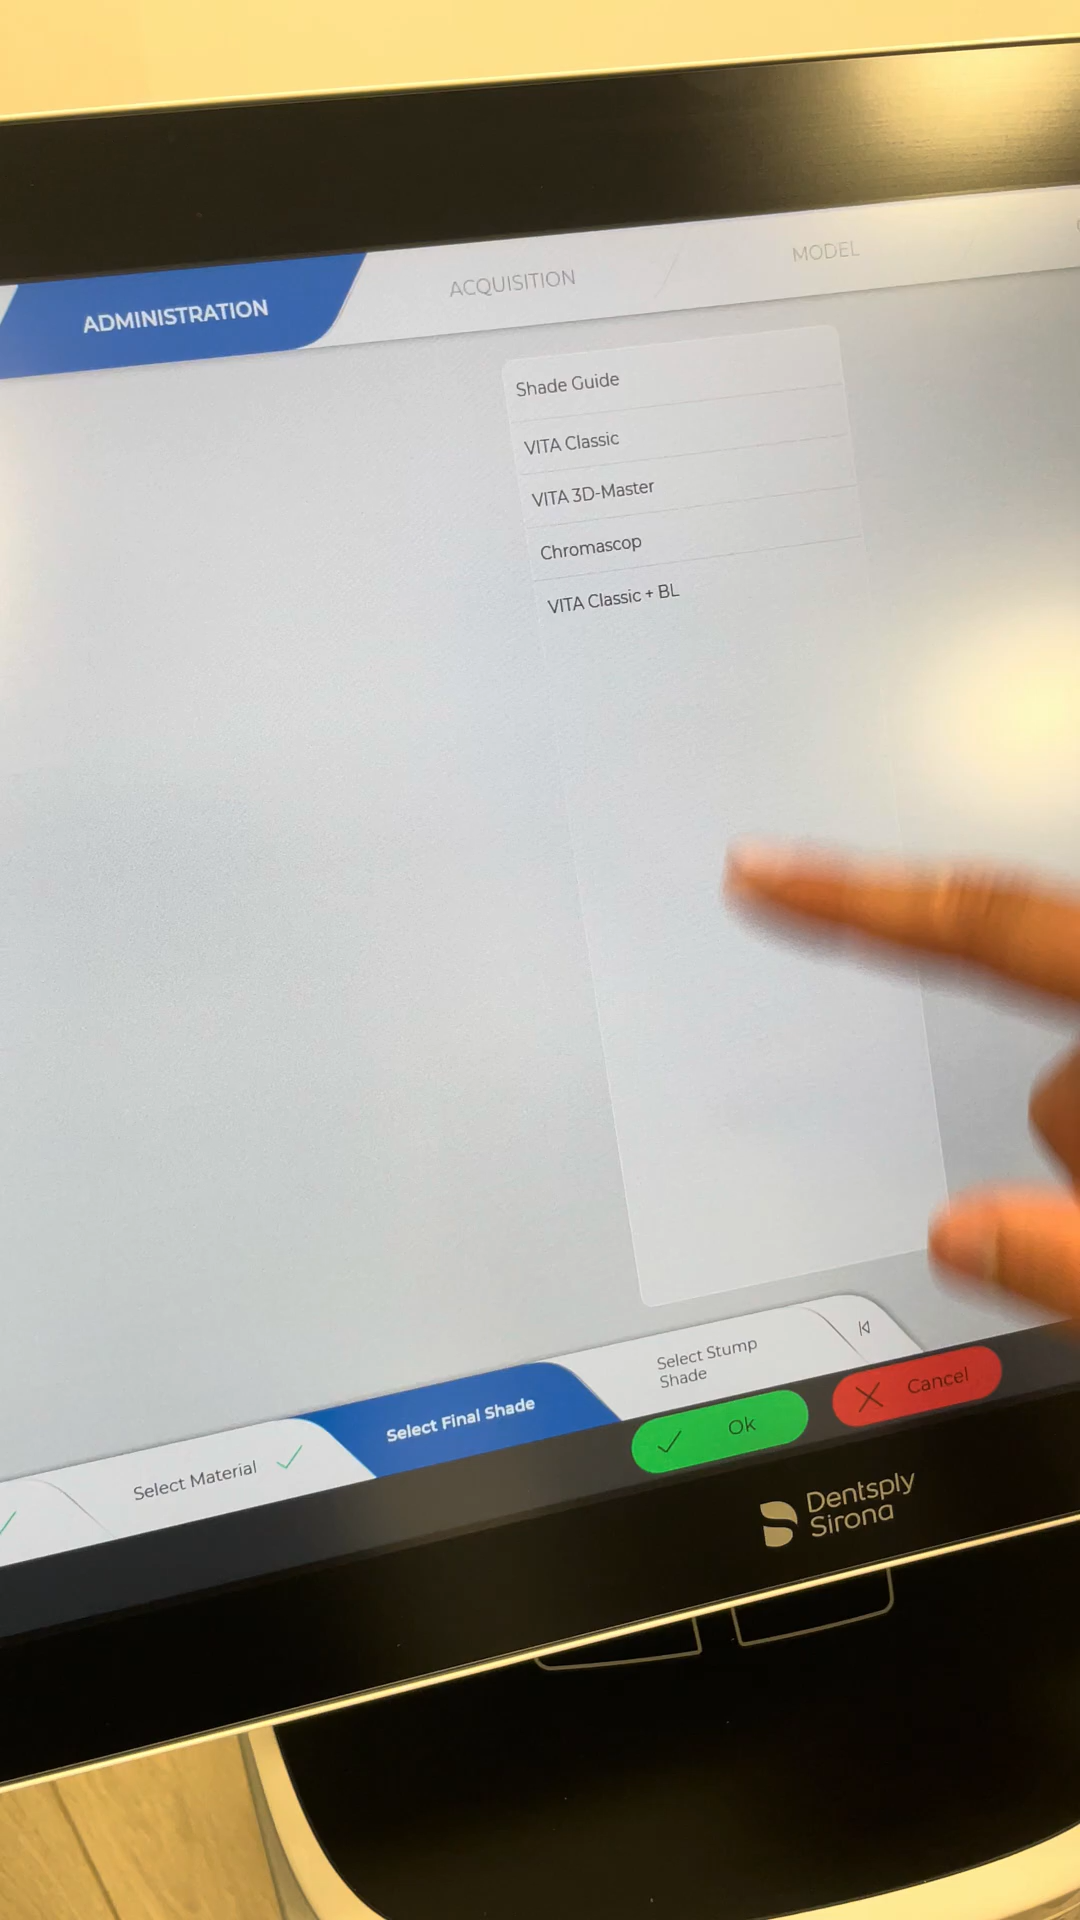 ADMINISTRATION
ACQUISITION
MODEL
Shade Guide
VITA Classic
VITA 3D-Master
Chromascop
VITA Classic + BL
Select Material
Select Final Shade
Select Stump
Shade
Ok
Cancel
Dentsply
Sirona